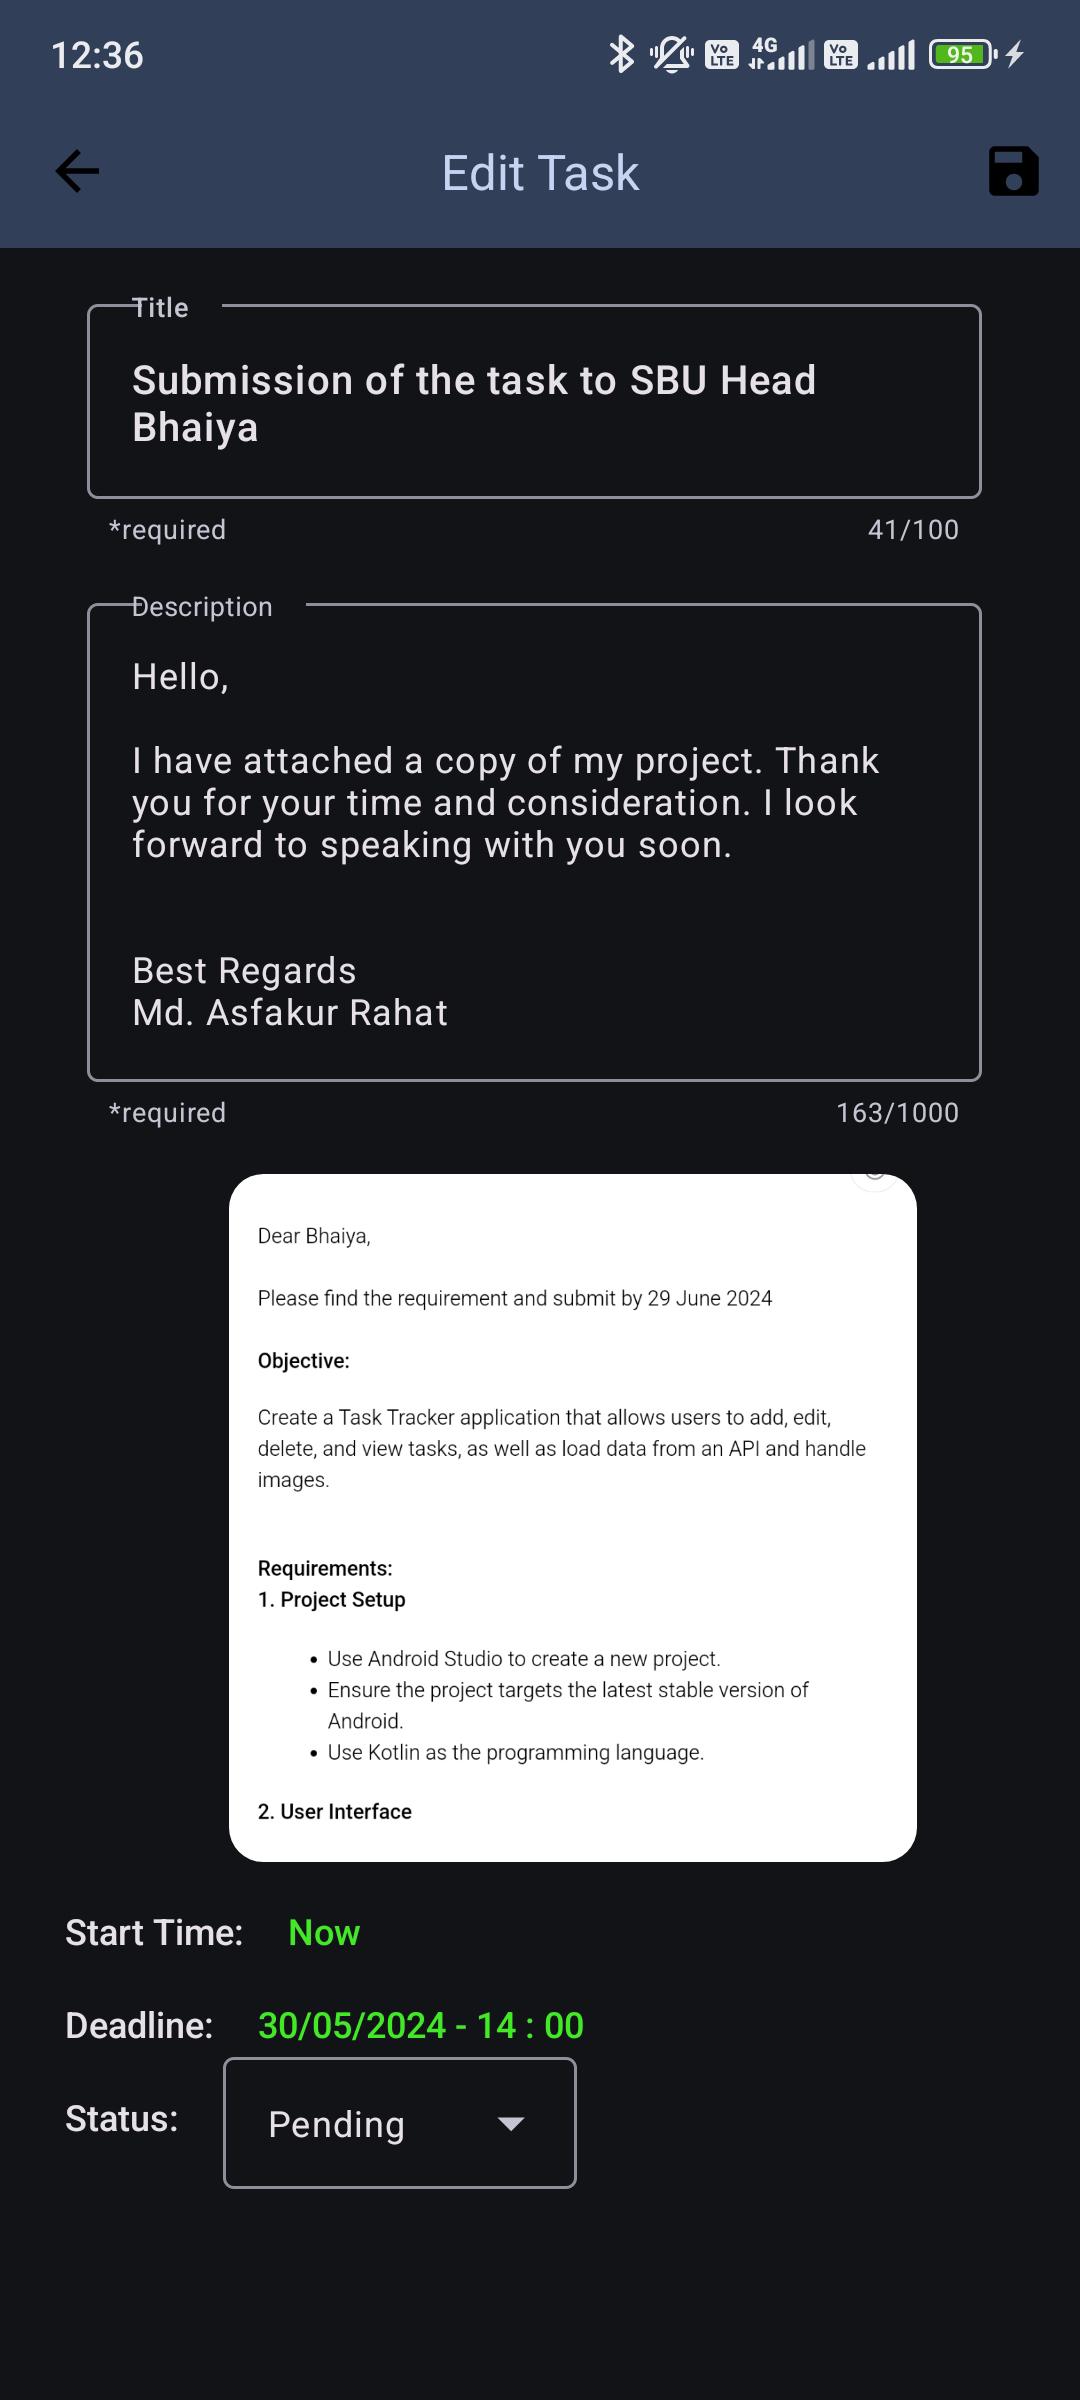 12:36
Vo LTE
4G
Vo LTE
95
Edit Task
Title
Submission of the task to SBU Head
Bhaiya
*required
41/100
Description
Hello,
I have attached a copy of my project. Thank
you for your time and consideration. I look
forward to speaking with you soon.
Best Regards
Md. Asfakur Rahat
*required
163/1000
Dear Bhaiya,
Please find the requirement and submit by 29 June 2024
Objective:
Create a Task Tracker application that allows users to add, edit,
delete, and view tasks, as well as load data from an API and handle
images.
Requirements:
1. Project Setup
• Use Android Studio to create a new project.
• Ensure the project targets the latest stable version of
Android.
• Use Kotlin as the programming language.
2. User Interface
Start Time: Now
Deadline: 30/05/2024 - 14 : 00
Status: Pending